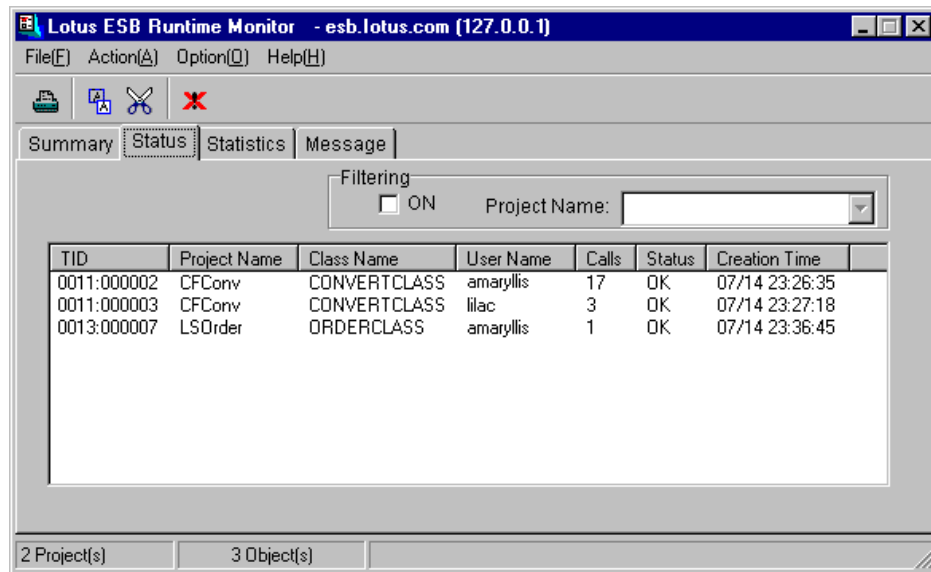 Lotus ESB Runtime Monitor - esb.lotus.com (127.0.0.1)
File(F) Action(A) Option(O) Help(H)
Summary Status Statistics Message
Filtering
ON Project Name:
TID Project Name Class Name User Name Calls Status Creation Time
0011:000002 CFConv CONVERTCLASS amaryllis 17 OK 07/14 23:26:35
0011:000003 CFConv CONVERTCLASS lilac 3 OK 07/14 23:27:18
0013:000007 LSOrder ORDERCLASS amaryllis 1 OK 07/14 23:36:45
2 Project(s) 3 Object(s)